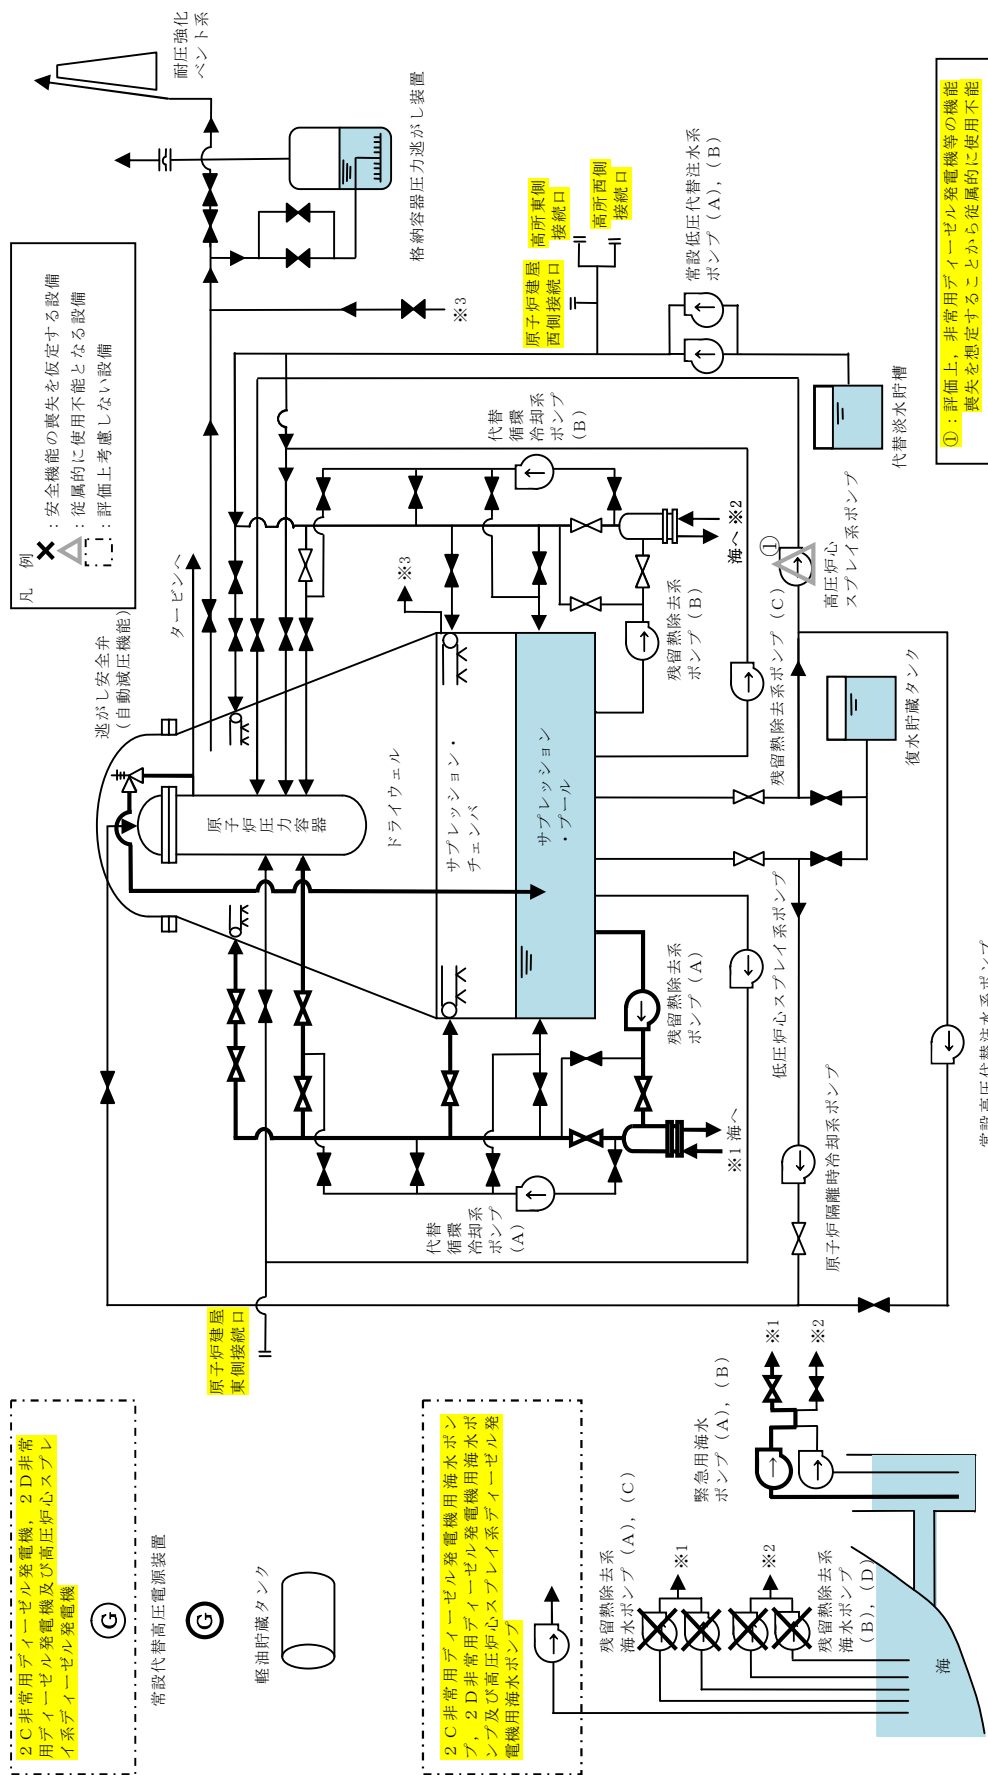 耐圧強化
ベント系
格納容器圧力逃がし装置
凡　例
：安全機能の喪失を仮定する設備
：従属的に使用不能となる設備
：評価上考慮しない設備
※3
高所東側
接続口
高所西側
接続口
原子炉建屋
西側接続口
常設低圧代替注水系
ポンプ（Ａ），（Ｂ）
①：評価上，非常用ディーゼル発電機等の機能
喪失を想定することから従属的に使用不能
代替淡水貯槽
代替
循環
冷却系
ポンプ
（Ｂ）
タービンへ
逃がし安全弁
（自動減圧機能）
※3
海へ
※2
①
高圧炉心
スプレイ系ポンプ
残留熱除去系
ポンプ（Ｂ）
残留熱除去系ポンプ（Ｃ）
復水貯蔵タンク
原子炉圧力容器
ドライウェル
サプレッション・
チェンバ
サプレッション
・プール
残留熱除去系
ポンプ（Ａ）
低圧炉心スプレイ系ポンプ
原子炉隔離時冷却系ポンプ
常設高圧代替注水系ポンプ
※1
海へ
代替
循環
冷却系
ポンプ
（Ａ）
原子炉建屋
東側接続口
２Ｃ非常用ディーゼル発電機，２Ｄ非常
用ディーゼル発電機及び高圧炉心スプレ
イ系ディーゼル発電機
G
常設代替高圧電源装置
G
軽油貯蔵タンク
２Ｃ非常用ディーゼル発電機用海水ポン
プ，２Ｄ非常用ディーゼル発電機用海水ポ
ンプ及び高圧炉心スプレイ系ディーゼル発
電機用海水ポンプ
残留熱除去系
海水ポンプ（Ａ），（Ｃ）
※1
※2
残留熱除去系
海水ポンプ
（Ｂ），（Ｄ）
緊急用海水
ポンプ（Ａ），（Ｂ）
※1
※2
海